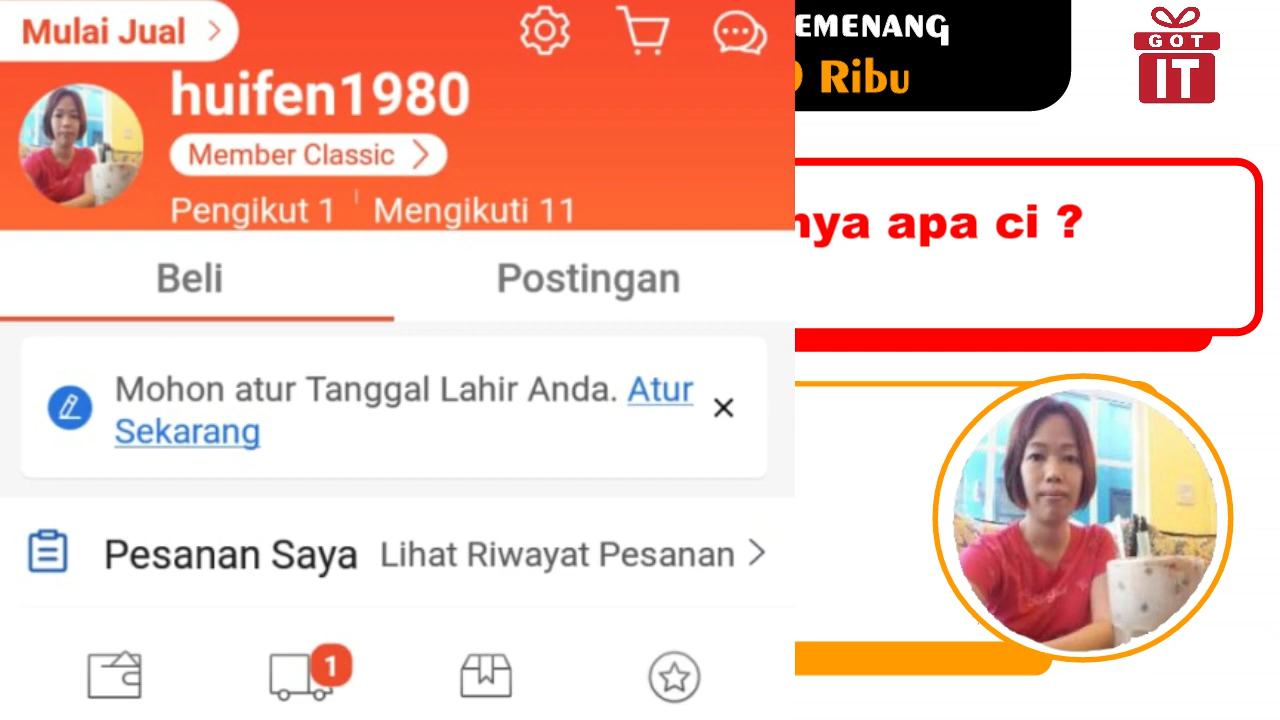 Mulai Jual
huifen1980
Member Classic
Pengikut 1 Mengikuti 11
Beli Postingan
Mohon atur Tanggal Lahir Anda. Atur
Sekarang
Pesanan Saya Lihat Riwayat Pesanan
1
EMENANG
Ribu
GOT
IT
nya apa ci ?